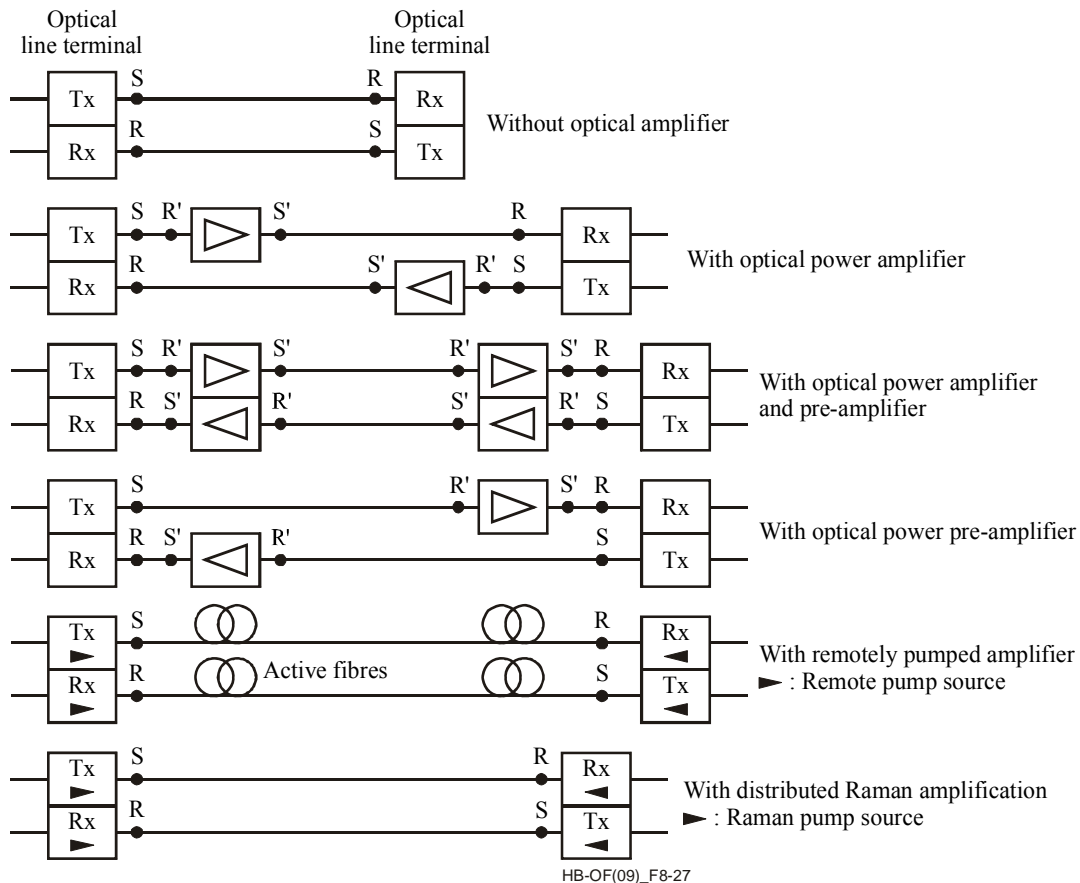 Optical
line terminal
Optical
line terminal
S
R
Tx
Rx
Without optical amplifier
R
S
Rx
Tx
S R' S' R
Tx
Rx
With optical power amplifier
R S' R' S
Rx
Tx
S R' S' R' S' R
Tx
Rx
With optical power amplifier
and pre-amplifier
R S' R' S' R' S
Rx
Tx
S R' S' R
Tx
Rx
With optical power pre-amplifier
R S' R' S
Rx
Tx
S R
Tx
Rx
With remotely pumped amplifier
R Active fibres S
Rx
Tx
: Remote pump source
S R
Tx
Rx
With distributed Raman amplification
R S
Rx
Tx
: Raman pump source
HB-OF(09)_F8-27